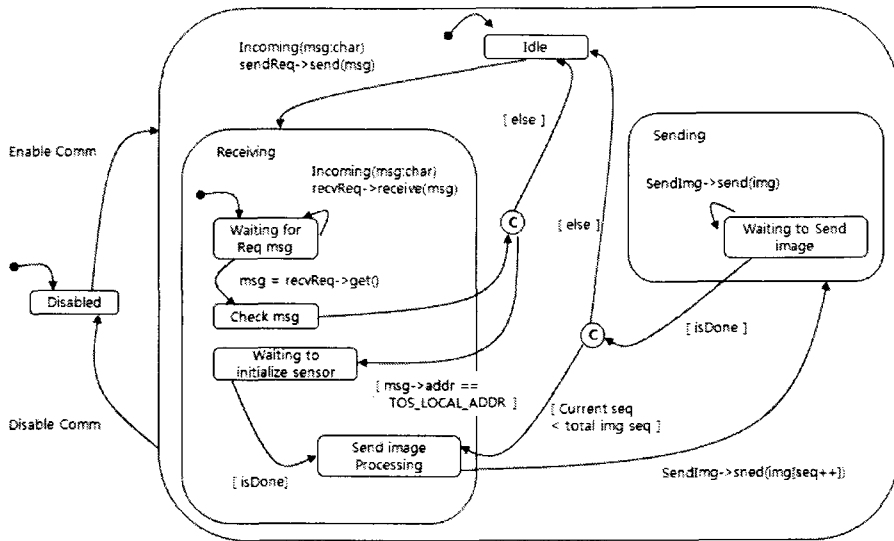 Idle
Incoming(msg:char)
sendReq->send(msg)
[ else ]
Enable Comm
Receiving
Incoming(msg:char)
recvReq->receive(msg)
Waiting for
Req msg
C
[ else ]
Sending
SendImg->send(img)
Waiting to Send
image
msg = recvReq->get()
Disabled
Check msg
C
[ isDone ]
Waiting to
initialize sensor
[ msg->addr ==
TOS_LOCAL_ADDR ]
[ Current seq
< total img seq ]
Disable Comm
Send image
Processing
[ isDone]
SendImg->sned(img[seq++])